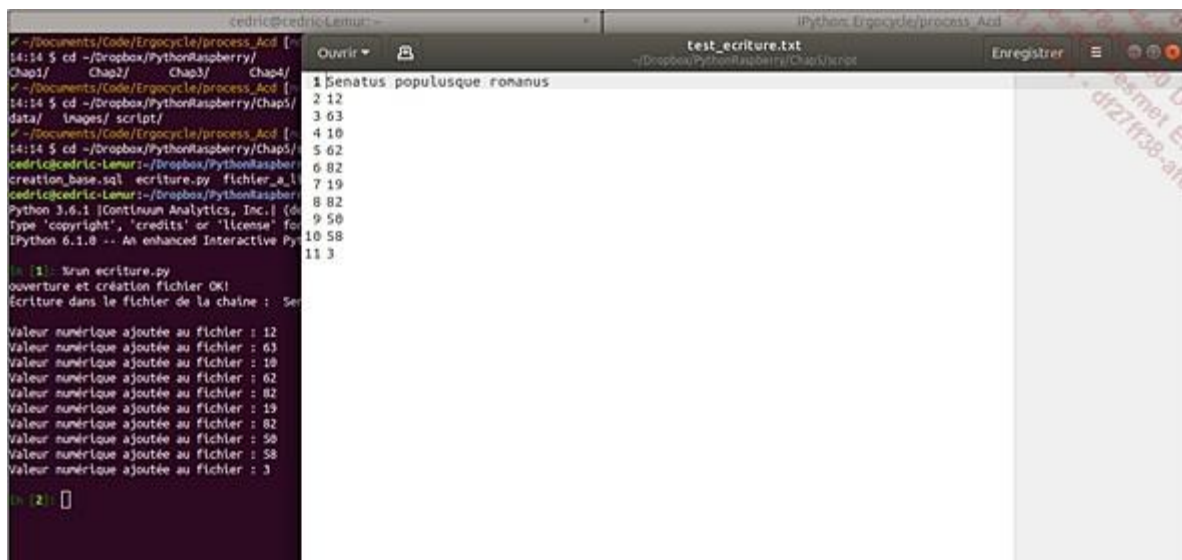 cedric@cedric-Lemur: ~
IPython: Ergocycle/process_Acd
✓ ~/Documents/Code/Ergocycle/process_Acd [
14:14 $ cd ~/Dropbox/PythonRaspberry/
Chap1/ Chap2/ Chap3/ Chap4/
✓ ~/Documents/Code/Ergocycle/process_Acd [
14:14 $ cd ~/Dropbox/PythonRaspberry/Chap5/
data/ images/ script/
✓ ~/Documents/Code/Ergocycle/process_Acd [
14:14 $ cd ~/Dropbox/PythonRaspberry/Chap5/
cedric@cedric-Lemur:~/Dropbox/PythonRaspber
creation_base.sql ecriture.py fichier_a_li
cedric@cedric-Lemur:~/Dropbox/PythonRaspber
Python 3.6.1 |Continuum Analytics, Inc.| (de
Type 'copyright', 'credits' or 'license' for
IPython 6.1.0 -- An enhanced Interactive Py
In [1]: %run ecriture.py
ouverture et création fichier OK!
Ecriture dans le fichier de la chaine : Sen
Valeur numérique ajoutée au fichier : 12
Valeur numérique ajoutée au fichier : 63
Valeur numérique ajoutée au fichier : 10
Valeur numérique ajoutée au fichier : 62
Valeur numérique ajoutée au fichier : 82
Valeur numérique ajoutée au fichier : 19
Valeur numérique ajoutée au fichier : 82
Valeur numérique ajoutée au fichier : 50
Valeur numérique ajoutée au fichier : 58
Valeur numérique ajoutée au fichier : 3
In [2]:
Ouvrir
test_ecriture.txt
~/Dropbox/PythonRaspberry/Chap5/script
Enregistrer
1 Senatus populusque romanus
2 12
3 63
4 10
5 62
6 82
7 19
8 82
9 50
10 58
11 3